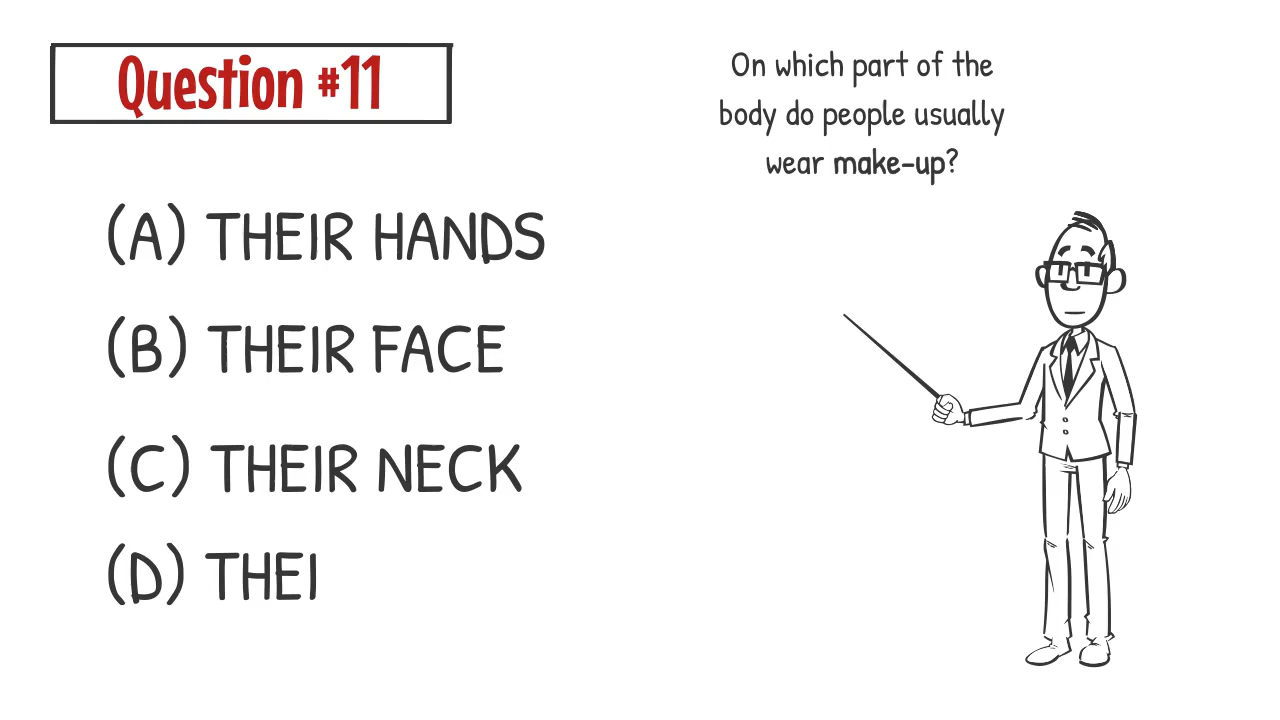 Question #11
On which part of the
body do people usually
wear make-up?
(A) THEIR HANDS
(B) THEIR FACE
(C) THEIR NECK
(D) THEI